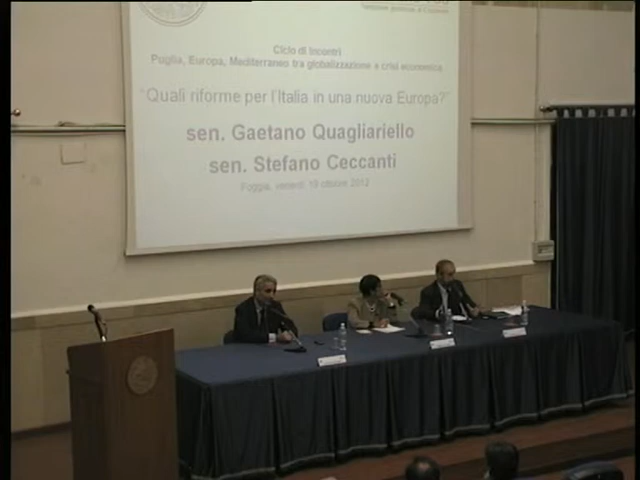 Ciclo di Incontri
Puglia, Europa, Mediterraneo tra globalizzazione e crisi economica
“Quali riforme per l'Italia in una nuova Europa?”
sen. Gaetano Quagliariello
sen. Stefano Ceccanti
Foggia, venerdì, 19 ottobre 2012